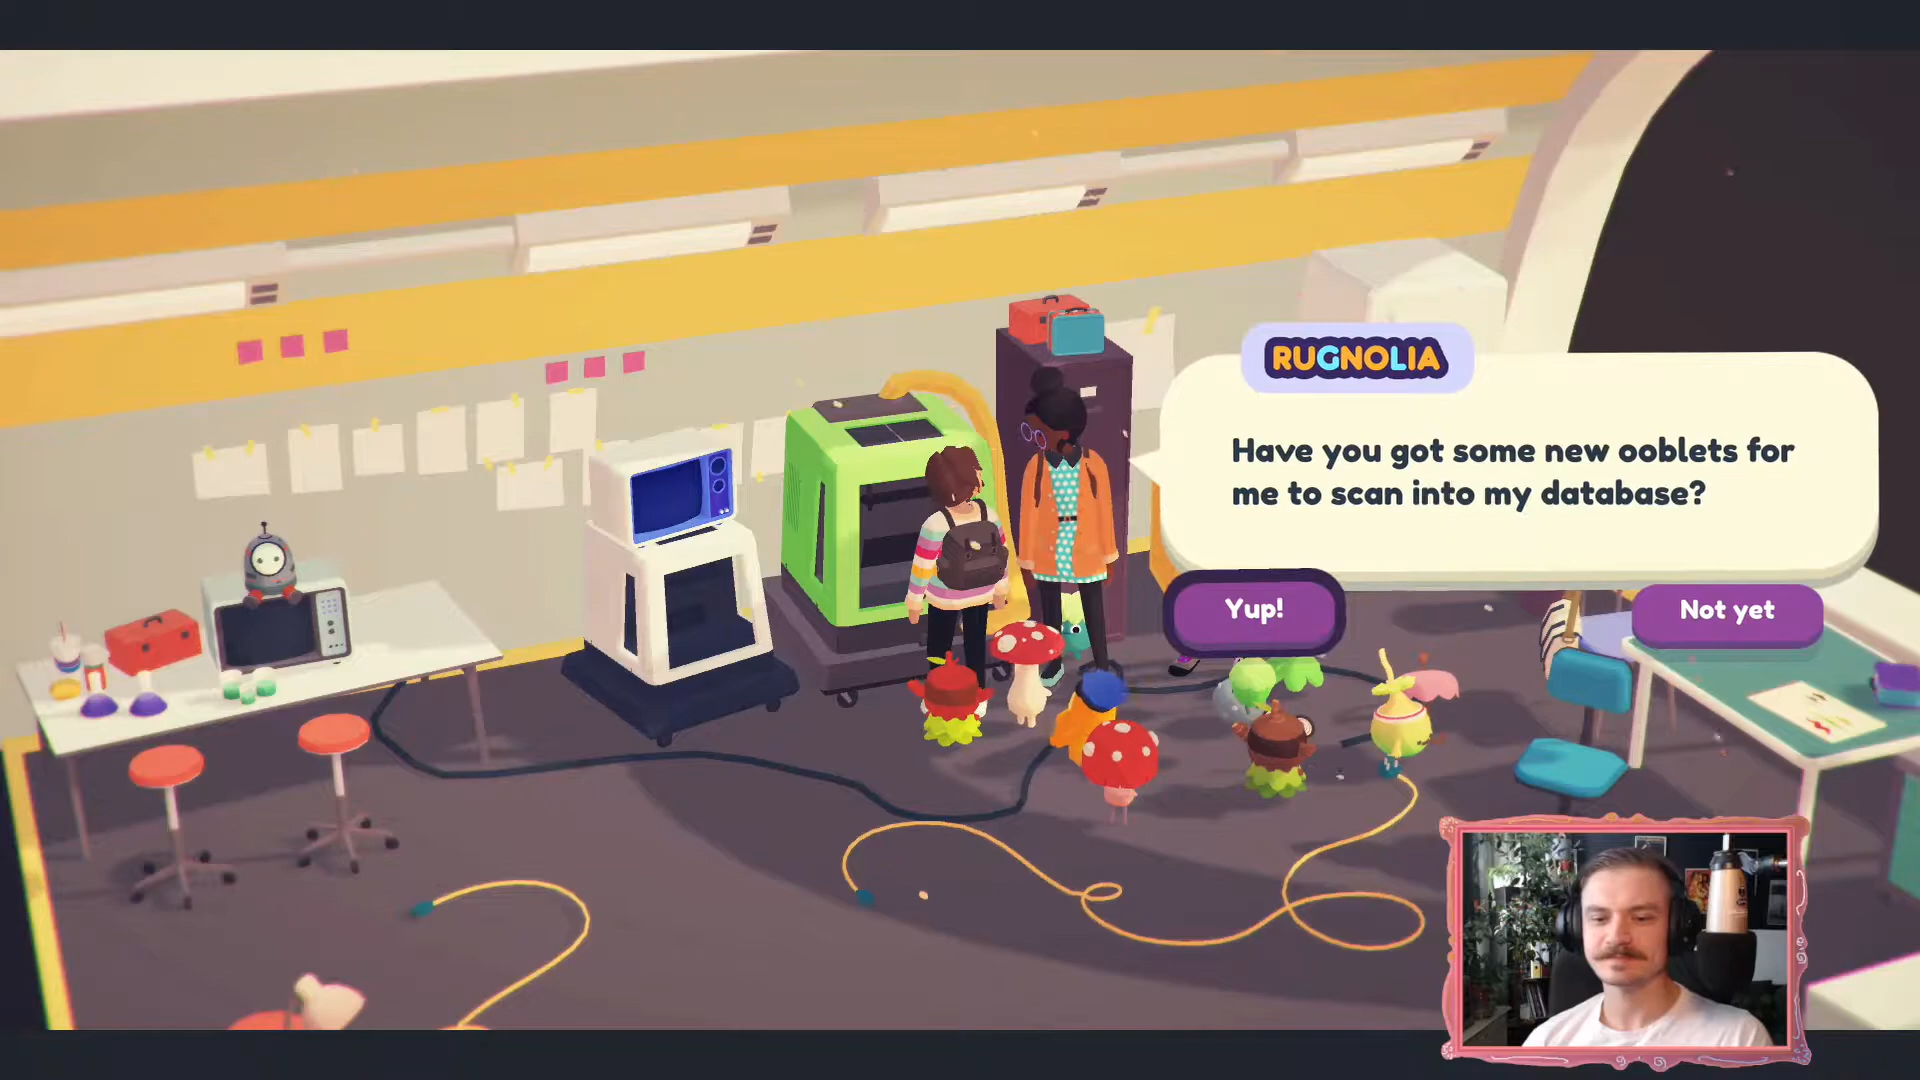 RUGNOLIA
Have you got some new ooblets for
me to scan into my database?
Yup!
Not yet